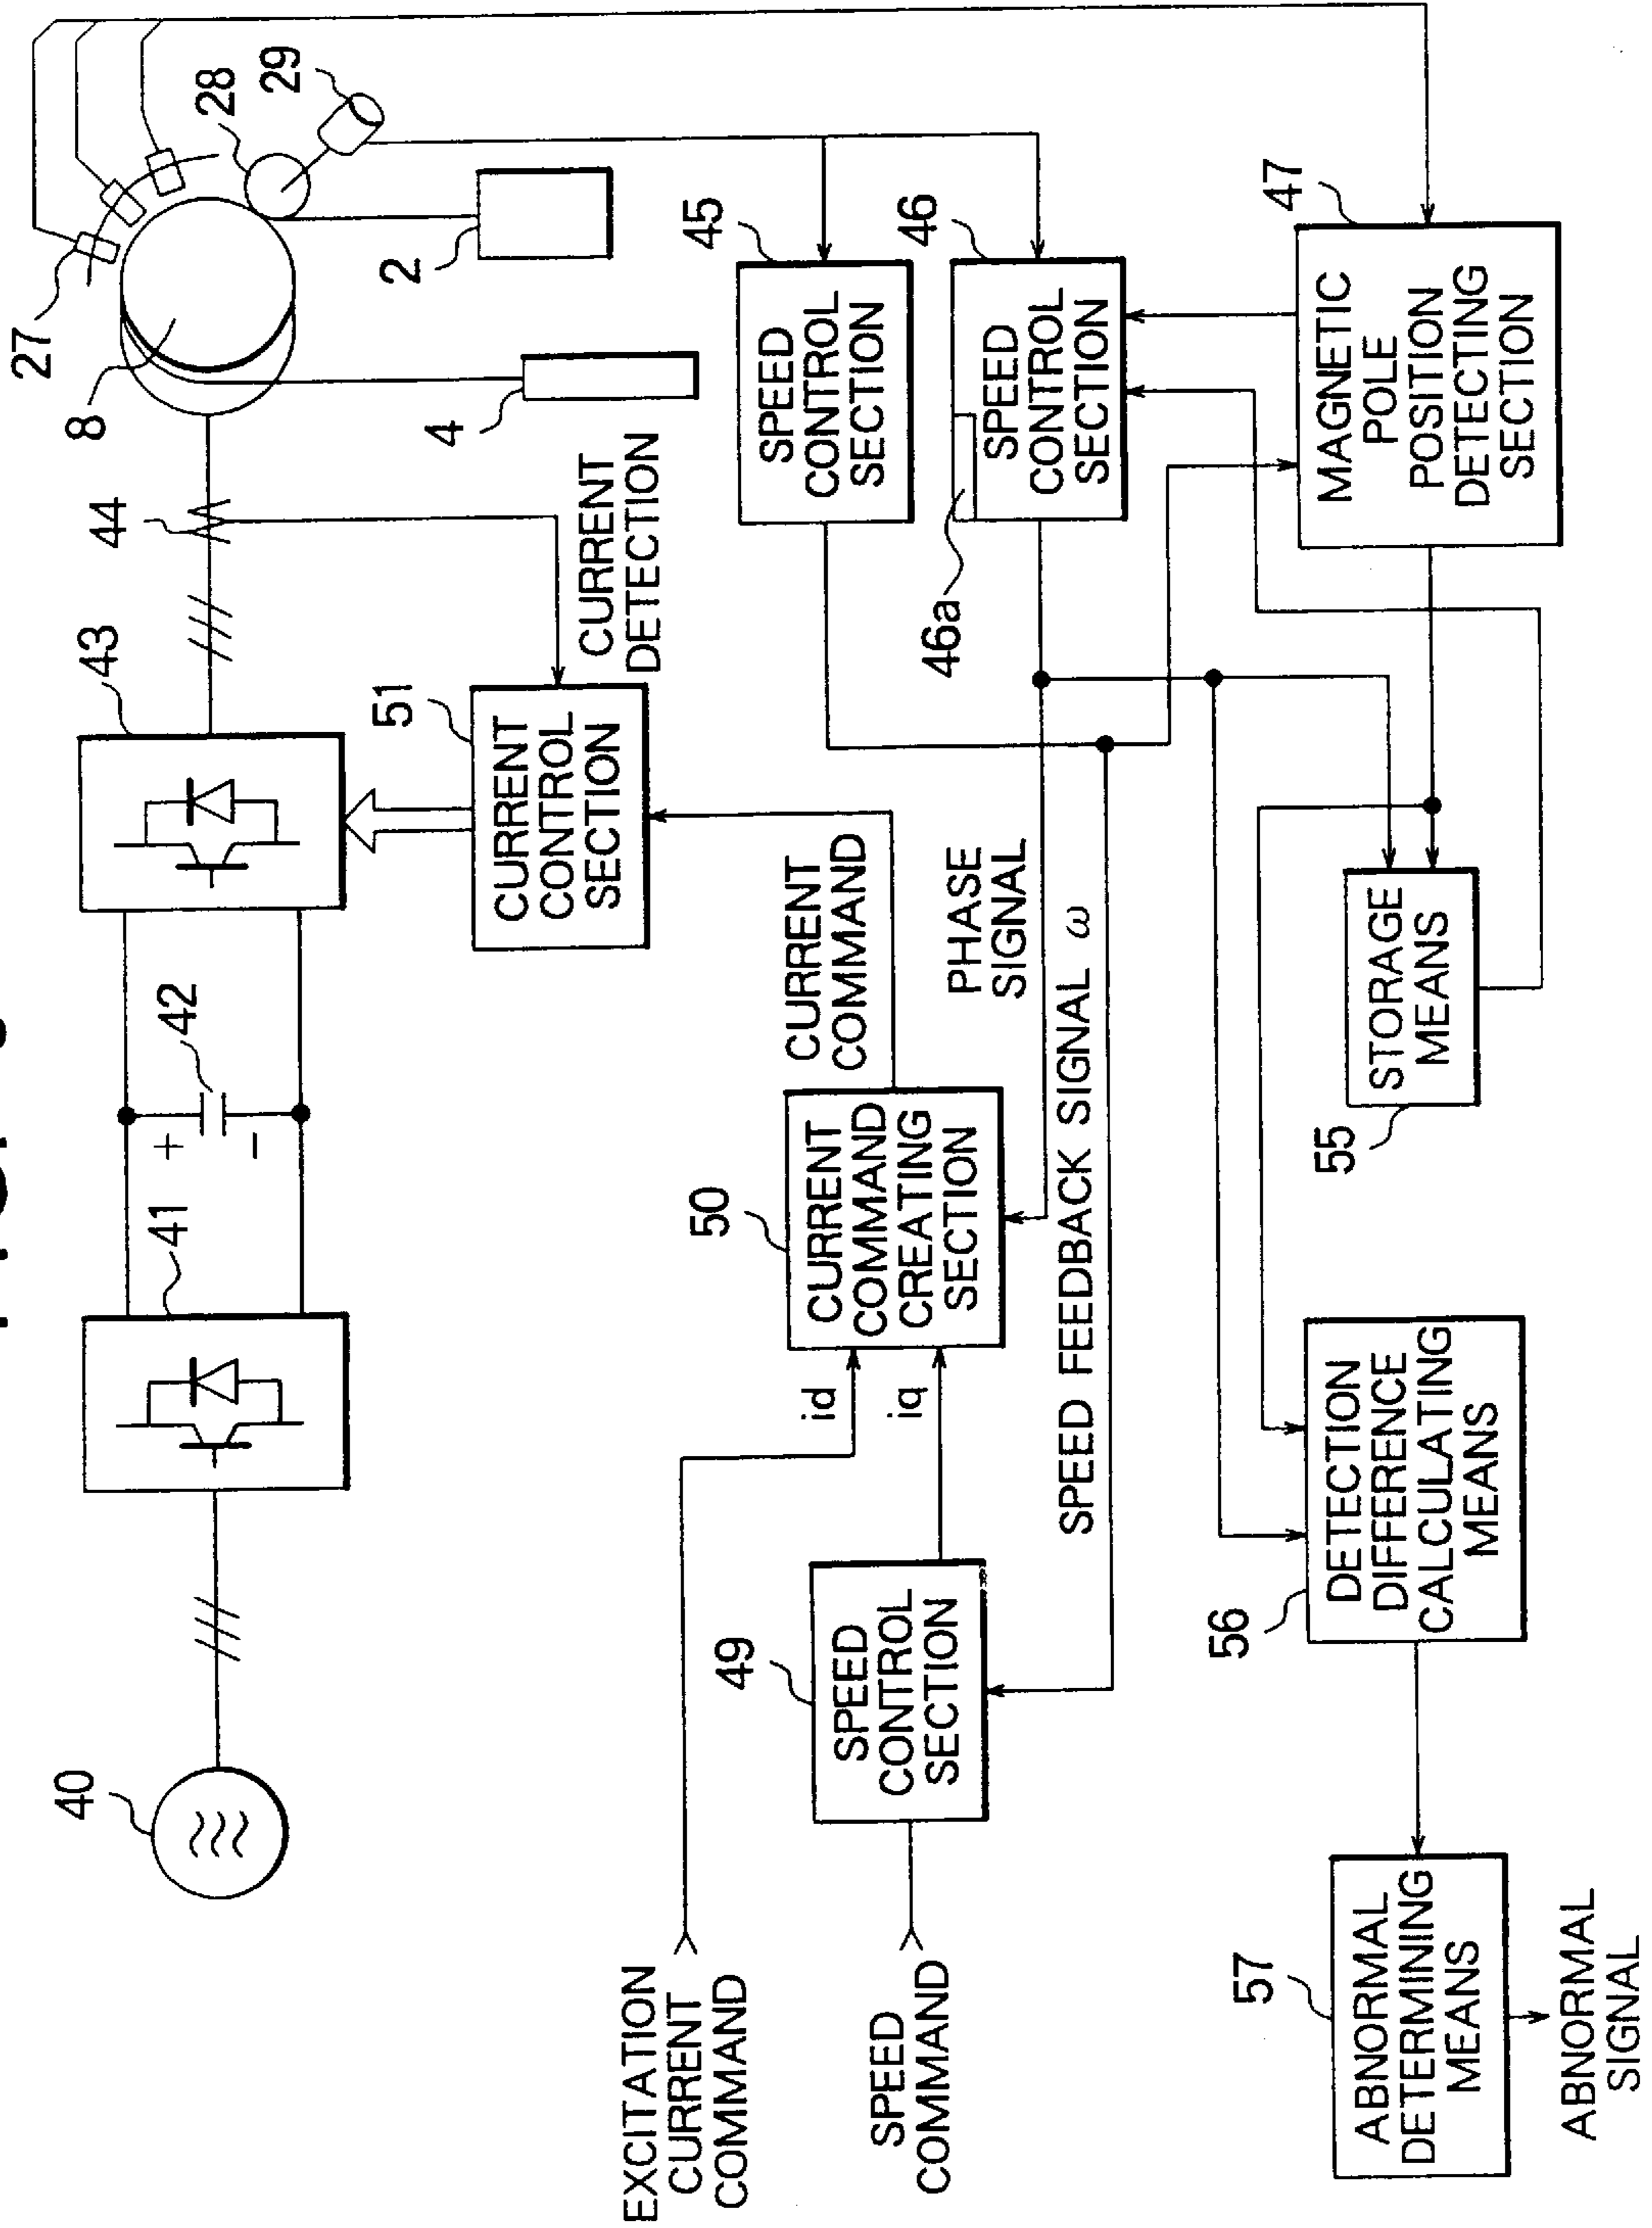 40
41
+
−
42
43
44
8
27
28
29
2
4
51
CURRENT
CONTROL
SECTION
CURRENT
DETECTION
EXCITATION
CURRENT
COMMAND
SPEED
COMMAND
49
SPEED
CONTROL
SECTION
id
iq
50
CURRENT
COMMAND
CREATING
SECTION
CURRENT
COMMAND
PHASE
SIGNAL
SPEED FEEDBACK SIGNAL ω
45
SPEED
CONTROL
SECTION
46
46a
SPEED
CONTROL
SECTION
47
MAGNETIC
POLE
POSITION
DETECTING
SECTION
55
STORAGE
MEANS
56
DETECTION
DIFFERENCE
CALCULATING
MEANS
57
ABNORMAL
DETERMINING
MEANS
ABNORMAL
SIGNAL